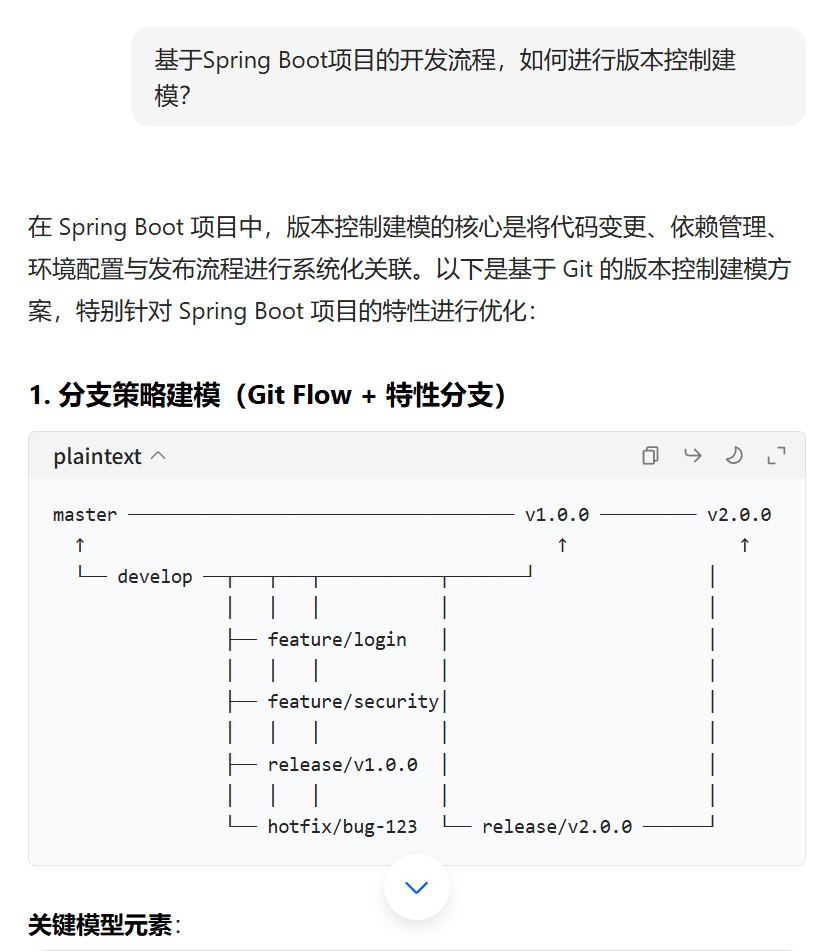 基于Spring Boot项目的开发流程，如何进行版本控制建
模？
在 Spring Boot 项目中，版本控制建模的核心是将代码变更、依赖管理、
环境配置与发布流程进行系统化关联。以下是基于 Git 的版本控制建模方
案，特别针对 Spring Boot 项目的特性进行优化：
1. 分支策略建模（Git Flow + 特性分支）
plaintext
master ──────────────────────────────────── v1.0.0 ───────── v2.0.0
  ↑                                            ↑                ↑
  └── develop ──┬───┬───┬───────────┬───────┘                │
                │   │   │           │                        │
                ├── feature/login   │                        │
                │   │   │           │                        │
                ├── feature/security│                        │
                │   │   │           │                        │
                ├── release/v1.0.0  │                        │
                │   │   │           │                        │
                └── hotfix/bug-123  └── release/v2.0.0 ──────┘
关键模型元素：